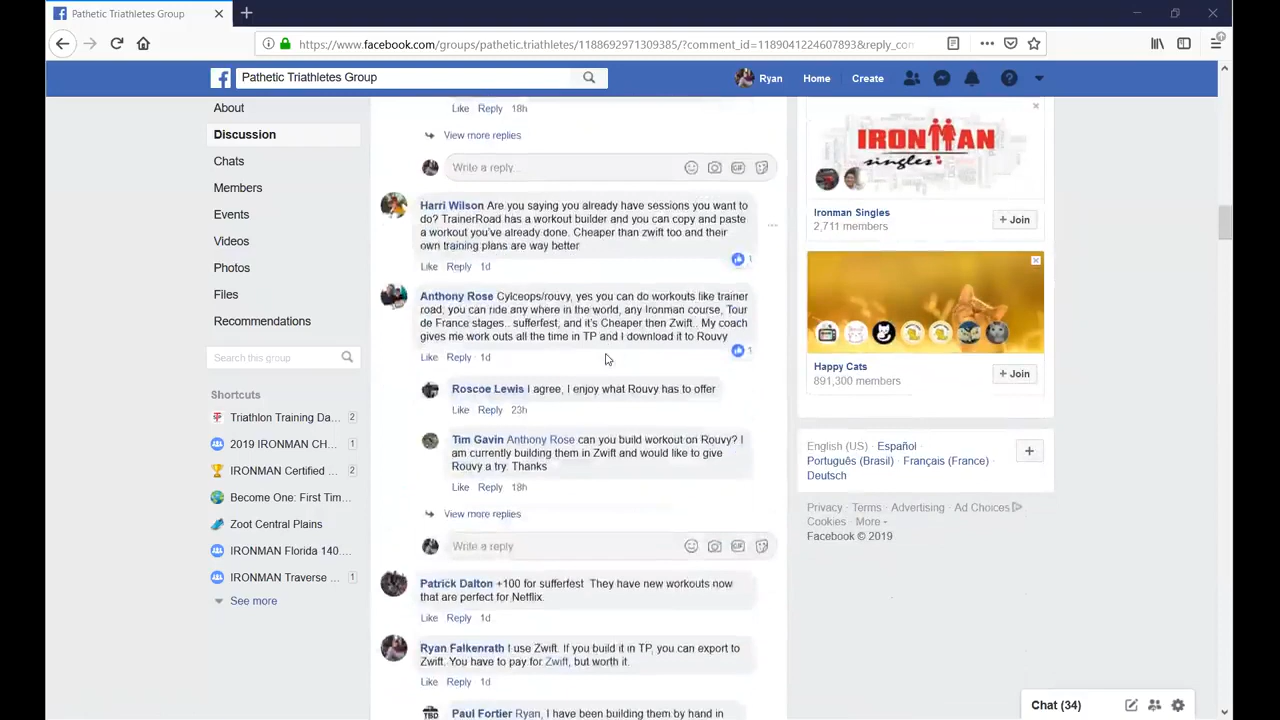 Pathetic Triathletes Group
https://www.facebook.com/groups/pathetic.triathletes/1188692971309385/?comment_id=1189041224607893&reply_co
Pathetic Triathletes Group
Ryan
Home
Create
About
Discussion
Chats
Members
Events
Videos
Photos
Files
Recommendations
Search this group
Shortcuts
Triathlon Training Da... 2
2019 IRONMAN CH... 1
IRONMAN Certified ... 2
Become One: First Tim...
Zoot Central Plains
IRONMAN Florida 140....
IRONMAN Traverse ... 1
See more
Like Reply 18h
View more replies
Write a reply...
Harri Wilson Are you saying you already have sessions you want to
do? TrainerRoad has a workout builder and you can copy and paste
a workout you've already done. Cheaper than zwift too and their
own training plans are way better
1
Like Reply 1d
Anthony Rose Cylceops/rouvy, yes you can do workouts like trainer
road, you can ride any where in the world, any Ironman course, Tour
de France stages.. sufferfest, and it's Cheaper then Zwift.. My coach
gives me work outs all the time in TP and I download it to Rouvy
1
Like Reply 1d
Roscoe Lewis I agree, I enjoy what Rouvy has to offer
Like Reply 23h
Tim Gavin Anthony Rose can you build workout on Rouvy? I
am currently building them in Zwift and would like to give
Rouvy a try. Thanks
Like Reply 18h
View more replies
Write a reply
Patrick Dalton +100 for sufferfest They have new workouts now
that are perfect for Netflix.
Like Reply 1d
Ryan Falkenrath I use Zwift. If you build it in TP, you can export to
Zwift. You have to pay for Zwift, but worth it.
Like Reply 1d
TBD
Paul Fortier Ryan, I have been building them by hand in
IRONMAN
singles
Ironman Singles
2,711 members
+ Join
Happy Cats
891,300 members
+ Join
English (US) · Español ·
Português (Brasil) · Français (France) ·
Deutsch
Privacy · Terms · Advertising · Ad Choices
Cookies · More
Facebook © 2019
Chat (34)